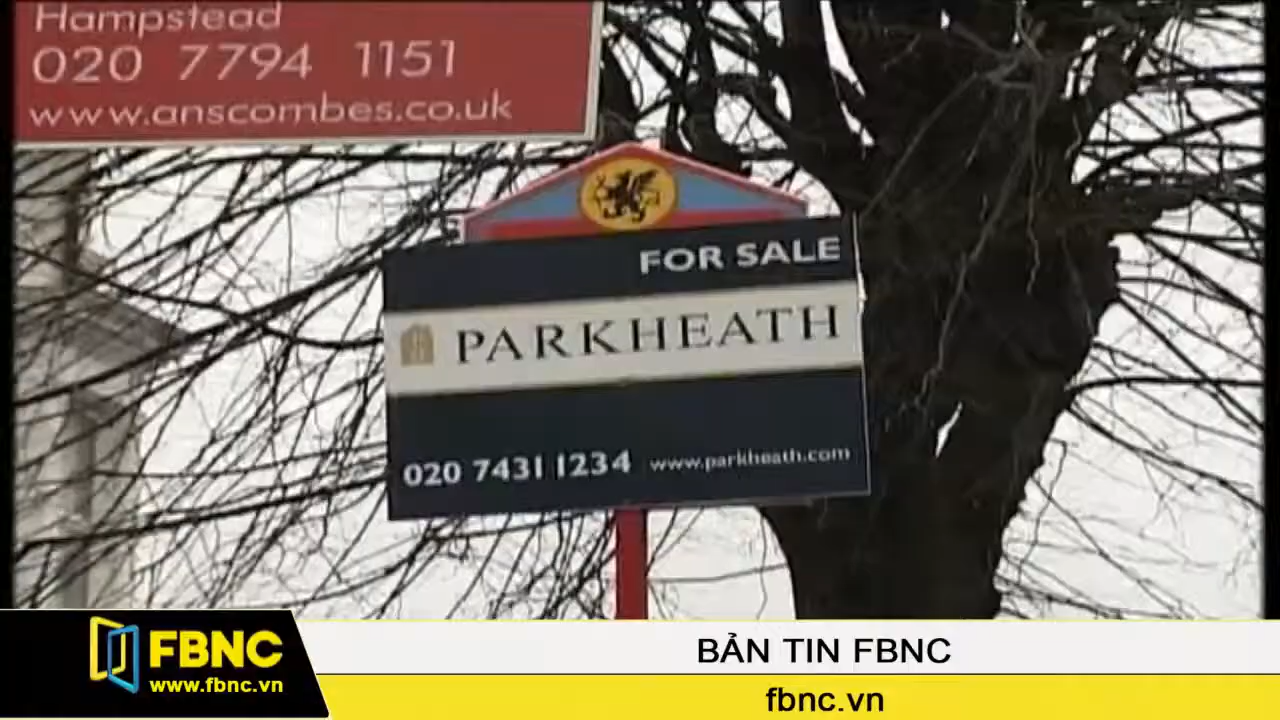 Hampstead
020 7794 1151
www.anscombes.co.uk
FOR SALE
PARKHEATH
020 7431 1234 www.parkheath.com
FBNC
www.fbnc.vn
BẢN TIN FBNC
fbnc.vn